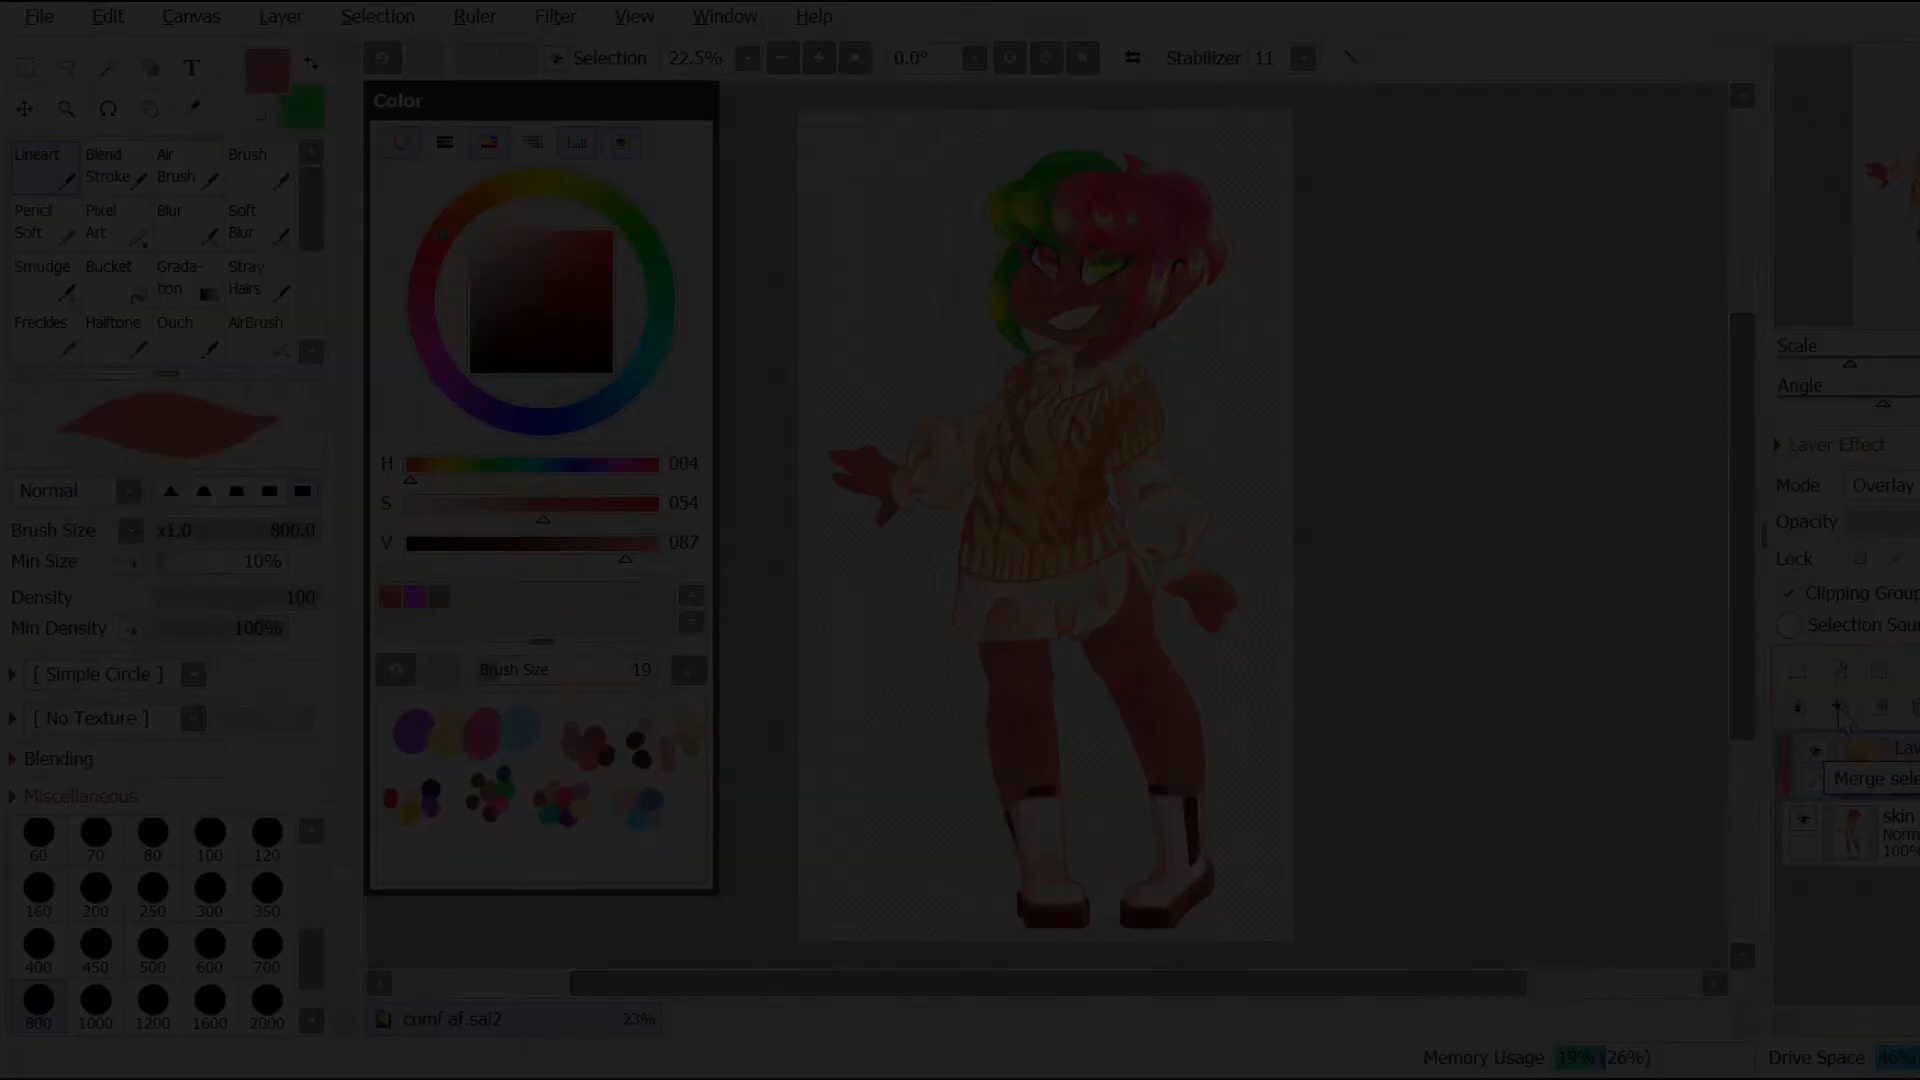 File Edit Canvas Layer Selection Ruler Filter View Window Help
T
Selection 22.5% 0.0° Stabilizer 11
Color
Lineart Blend Stroke Air Brush Brush
Pencil Soft Pixel Art Blur Soft Blur
Smudge Bucket Grada-tion Stray Hairs
Freckles Halftone Ouch AirBrush
Normal
Brush Size x1.0 800.0
Min Size 10%
Density 100
Min Density 100%
[ Simple Circle ]
[ No Texture ]
Blending
Miscellaneous
60 70 80 100 120
160 200 250 300 350
400 450 500 600 700
800 1000 1200 1600 2000
H 004
S 054
V 087
Brush Size 19
comf af.sai2 23%
Scale
Angle
Layer Effect
Mode Overlay
Opacity
Lock
Clipping Group
Selection Sou
Lay
Merge sele
skin
Norm
100%
Memory Usage 19% (26%) Drive Space 46%